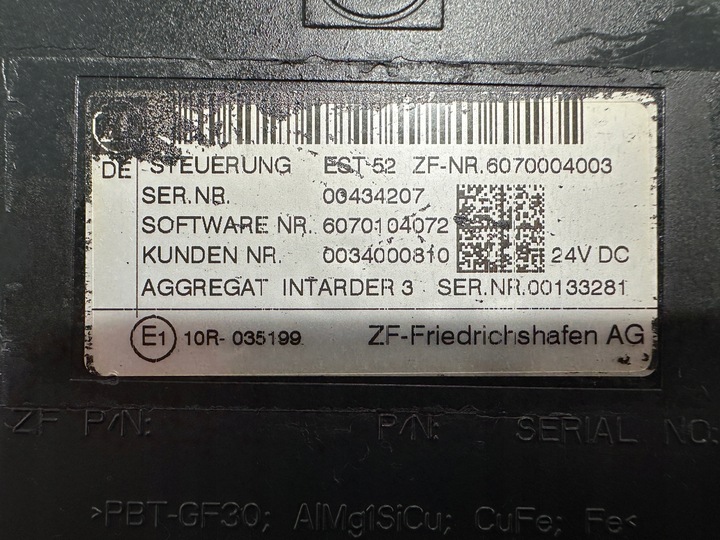 DE STEUERUNG EST 52 ZF-NR.6070004003
SER.NR. 00434207
SOFTWARE NR. 6070104072
KUNDEN NR. 0034000810 24V DC
AGGREGAT INTARDER 3 SER.NR.00133281
E1 10R- 035199 ZF-Friedrichshafen AG
ZF P/N: P/N: SERIAL NO:
>PBT-GF30; AlMg1SiCu; CuFe; Fe<